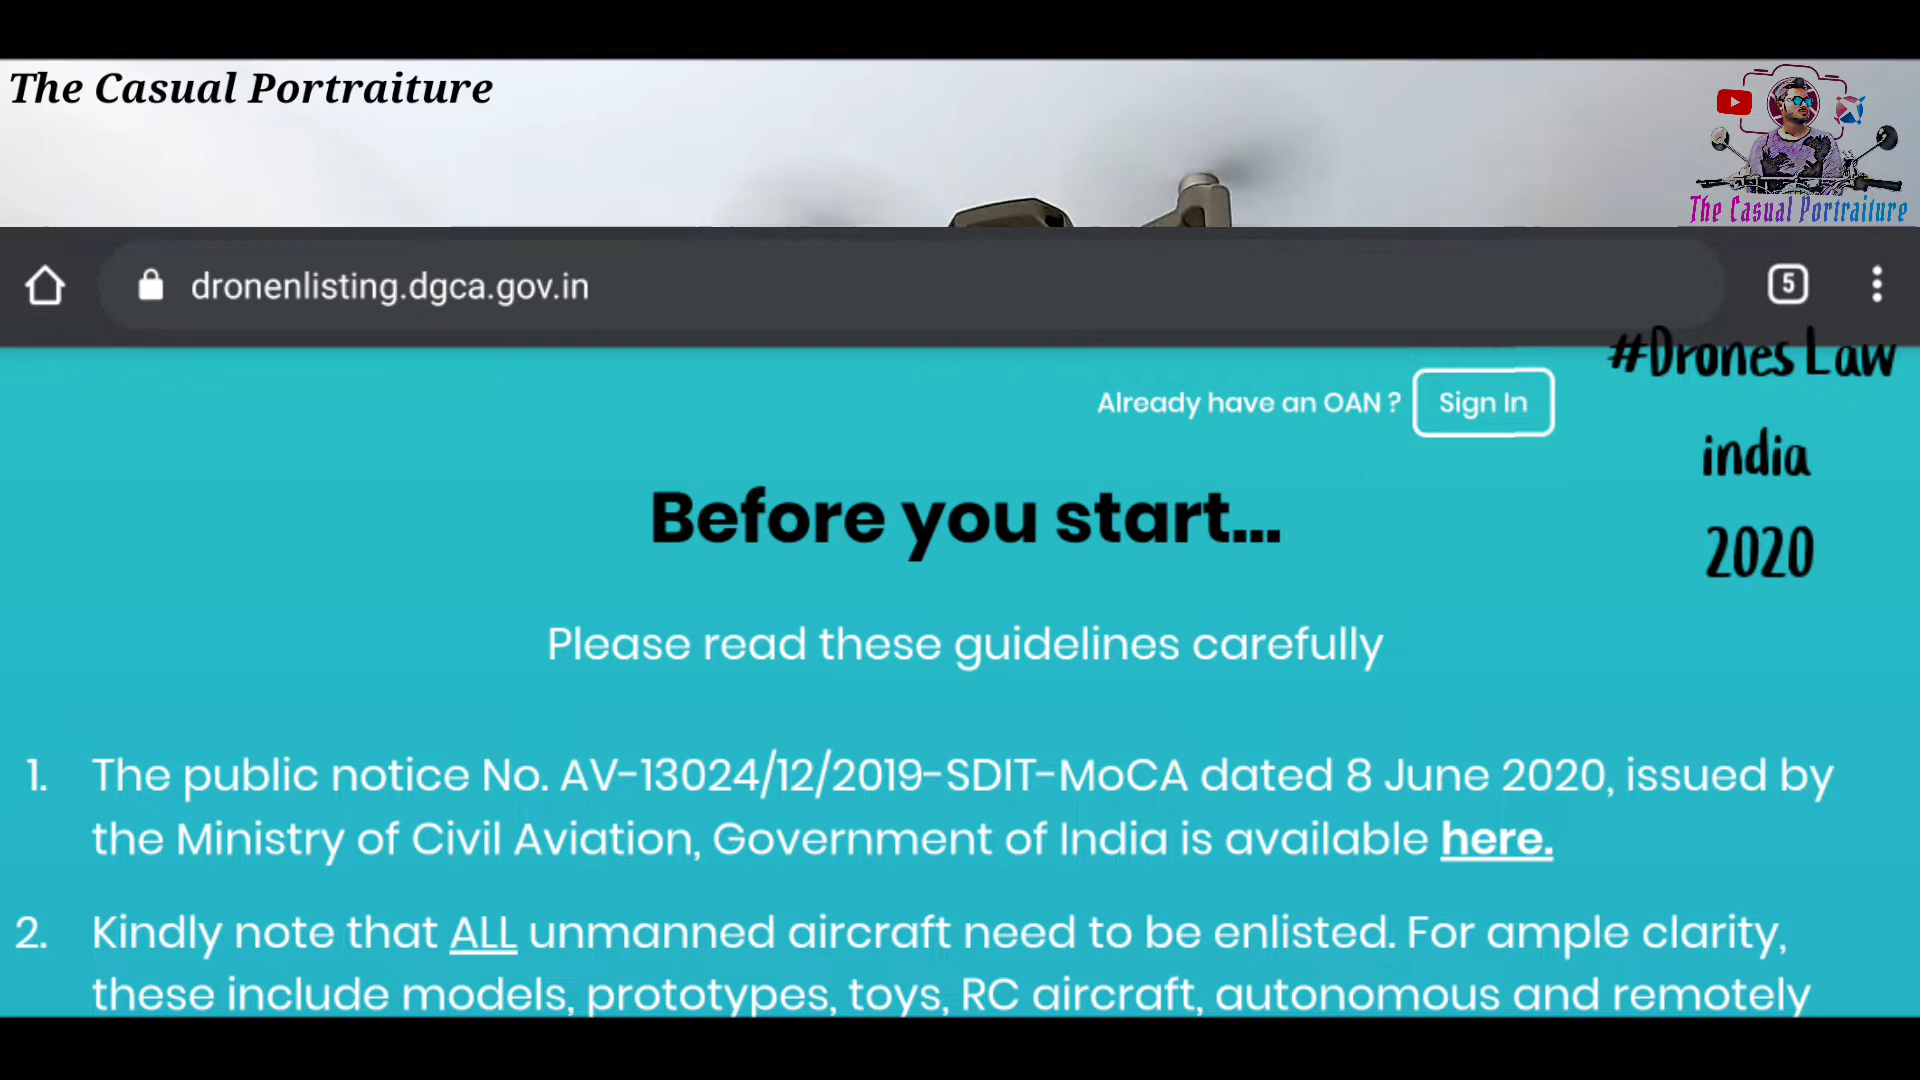 The Casual Portraiture
The Casual Portraiture
dronenlisting.dgca.gov.in
5
#Drones Law
india
2020
Already have an OAN ?
Sign In
Before you start...
Please read these guidelines carefully
1. The public notice No. AV-13024/12/2019-SDIT-MoCA dated 8 June 2020, issued by
the Ministry of Civil Aviation, Government of India is available here.
2. Kindly note that ALL unmanned aircraft need to be enlisted. For ample clarity,
these include models, prototypes, toys, RC aircraft, autonomous and remotely